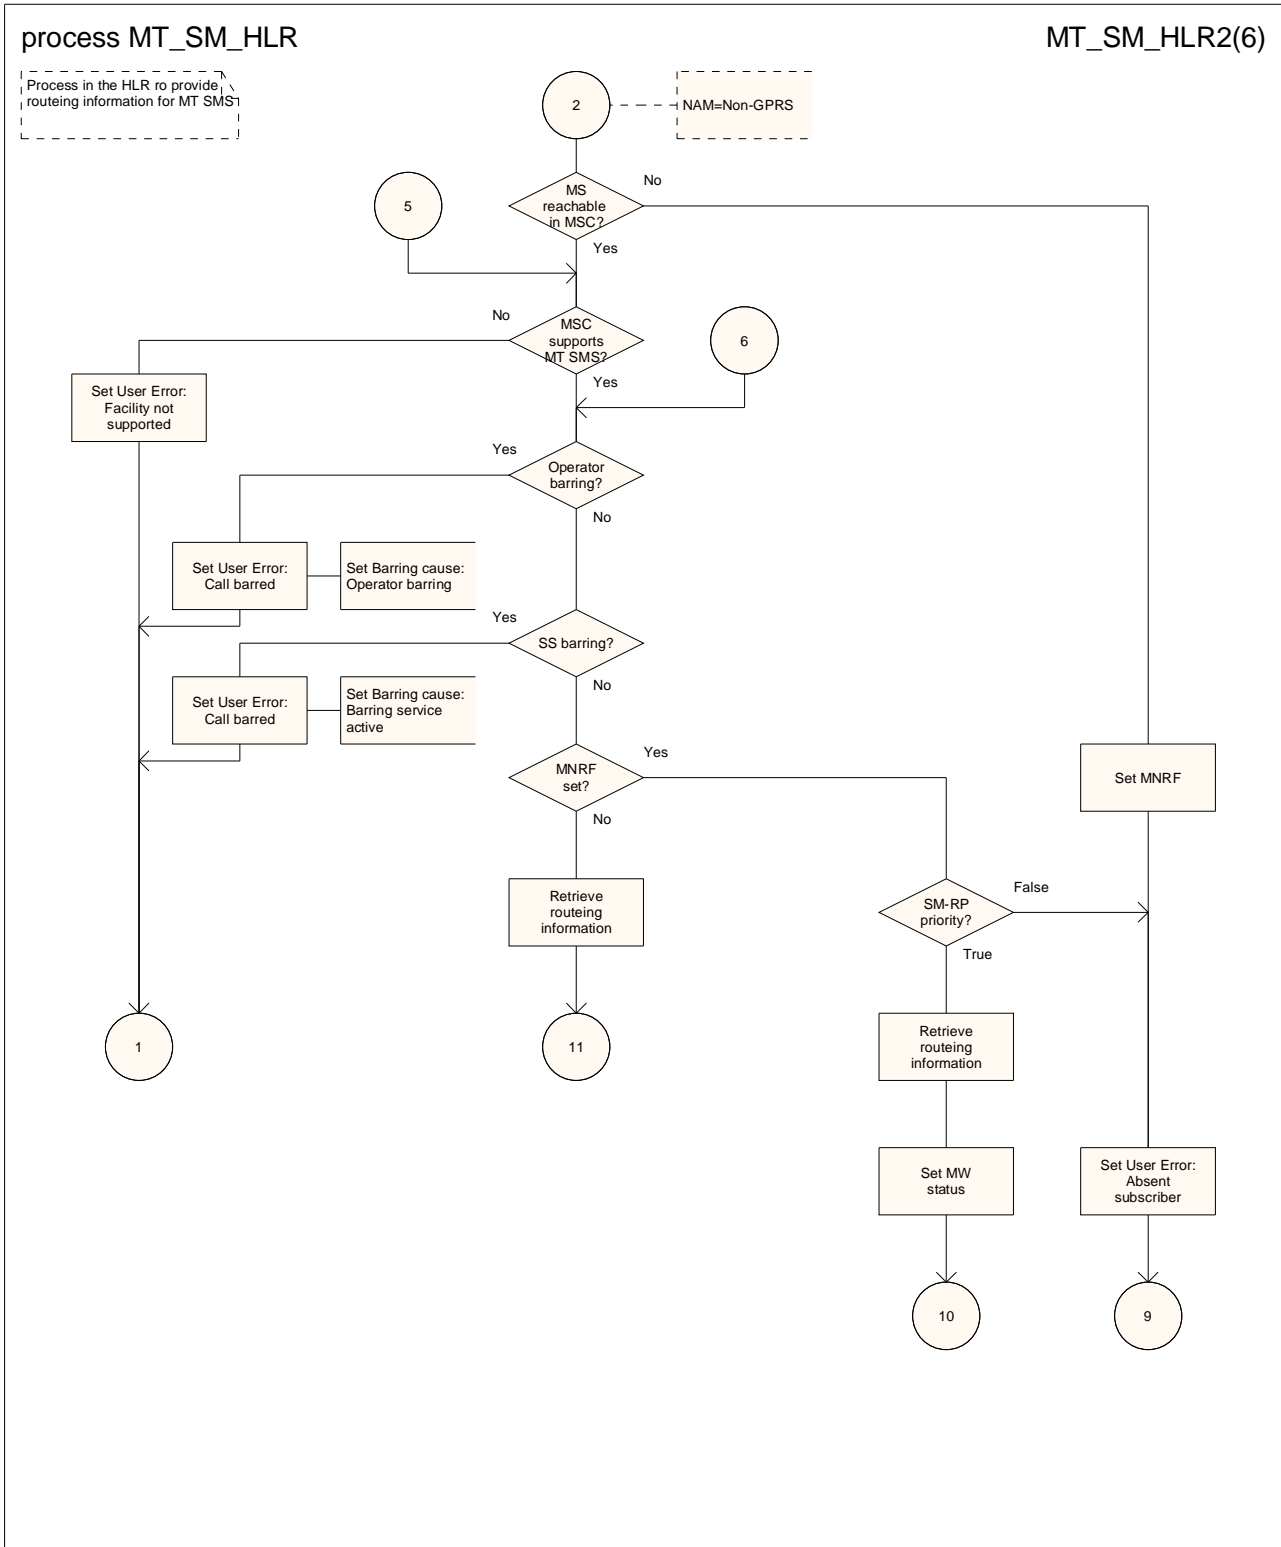 process MT_SM_HLR
MT_SM_HLR2(6)
Process in the HLR ro provide
routeing information for MT SMS
2
NAM=Non-GPRS
MS
reachable
in MSC?
No
Yes
5
MSC
supports
MT SMS?
No
Yes
6
Set User Error:
Facility not
supported
Operator
barring?
Yes
No
Set User Error:
Call barred
Set Barring cause:
Operator barring
SS barring?
Yes
No
Set User Error:
Call barred
Set Barring cause:
Barring service
active
MNRF
set?
Yes
No
Set MNRF
Retrieve
routeing
information
SM-RP
priority?
False
True
1
11
Retrieve
routeing
information
Set MW
status
Set User Error:
Absent
subscriber
10
9